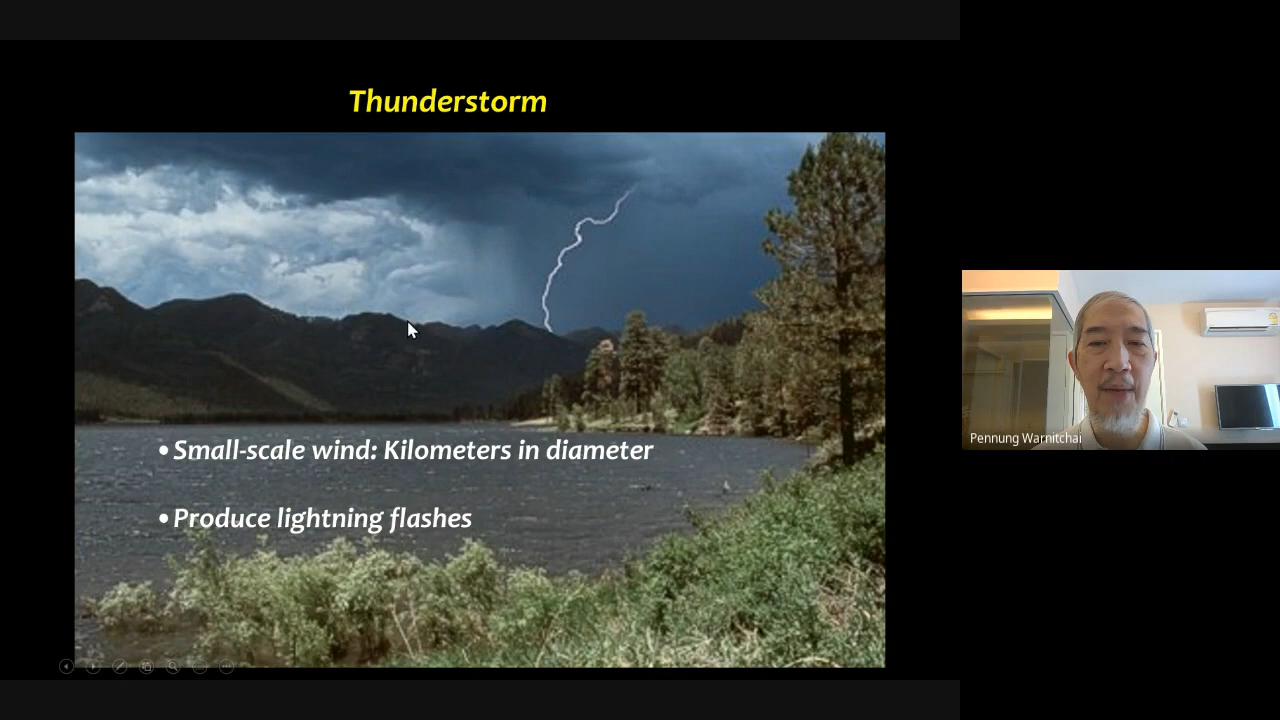 Thunderstorm
•Small-scale wind: Kilometers in diameter
•Produce lightning flashes
Pennung Warnitchai